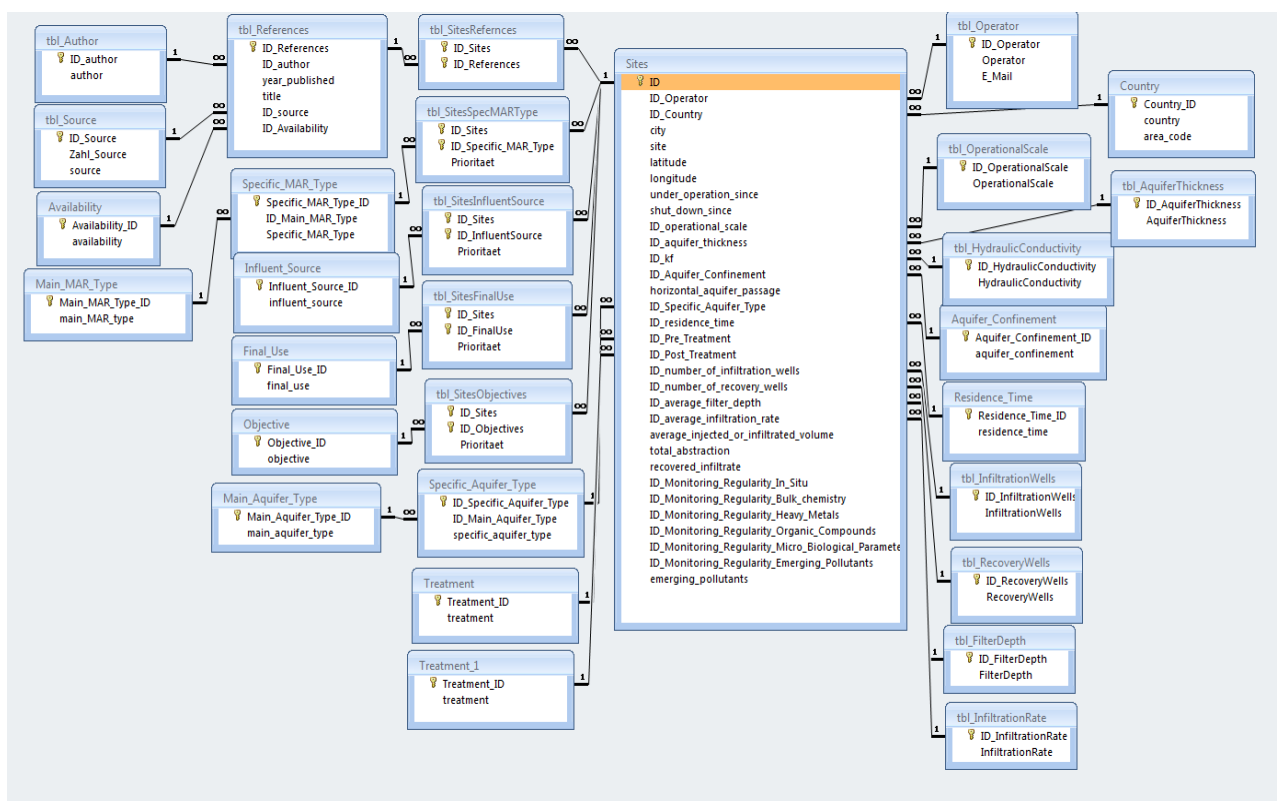 tbl_Author
ID_author
author
tbl_Source
ID_Source
Zahl_Source
source
Availability
Availability_ID
availability
Main_MAR_Type
Main_MAR_Type_ID
main_MAR_type
tbl_References
ID_References
ID_author
year_published
title
ID_source
ID_Availability
Specific_MAR_Type
Specific_MAR_Type_ID
ID_Main_MAR_Type
Specific_MAR_Type
Influent_Source
Influent_Source_ID
influent_source
Final_Use
Final_Use_ID
final_use
Objective
Objective_ID
objective
Main_Aquifer_Type
Main_Aquifer_Type_ID
main_aquifer_type
tbl_SitesRefernces
ID_Sites
ID_References
tbl_SitesSpecMARType
ID_Sites
ID_Specific_MAR_Type
Prioritaet
tbl_SitesInfluentSource
ID_Sites
ID_InfluentSource
Prioritaet
tbl_SitesFinalUse
ID_Sites
ID_FinalUse
Prioritaet
tbl_SitesObjectives
ID_Sites
ID_Objectives
Prioritaet
Specific_Aquifer_Type
ID_Specific_Aquifer_Type
ID_Main_Aquifer_Type
specific_aquifer_type
Treatment
Treatment_ID
treatment
Treatment_1
Treatment_ID
treatment
Sites
ID
ID_Operator
ID_Country
city
site
latitude
longitude
under_operation_since
shut_down_since
ID_operational_scale
ID_aquifer_thickness
ID_kf
ID_Aquifer_Confinement
horizontal_aquifer_passage
ID_Specific_Aquifer_Type
ID_residence_time
ID_Pre_Treatment
ID_Post_Treatment
ID_number_of_infiltration_wells
ID_number_of_recovery_wells
ID_average_filter_depth
ID_average_infiltration_rate
average_injected_or_infiltrated_volume
total_abstraction
recovered_infiltrate
ID_Monitoring_Regularity_In_Situ
ID_Monitoring_Regularity_Bulk_chemistry
ID_Monitoring_Regularity_Heavy_Metals
ID_Monitoring_Regularity_Organic_Compounds
ID_Monitoring_Regularity_Micro_Biological_Paramete
ID_Monitoring_Regularity_Emerging_Pollutants
emerging_pollutants
tbl_Operator
ID_Operator
Operator
E_Mail
Country
Country_ID
country
area_code
tbl_OperationalScale
ID_OperationalScale
OperationalScale
tbl_AquiferThickness
ID_AquiferThickness
AquiferThickness
tbl_HydraulicConductivity
ID_HydraulicConductivity
HydraulicConductivity
Aquifer_Confinement
Aquifer_Confinement_ID
aquifer_confinement
Residence_Time
Residence_Time_ID
residence_time
tbl_InfiltrationWells
ID_InfiltrationWells
InfiltrationWells
tbl_RecoveryWells
ID_RecoveryWells
RecoveryWells
tbl_FilterDepth
ID_FilterDepth
FilterDepth
tbl_InfiltrationRate
ID_InfiltrationRate
InfiltrationRate